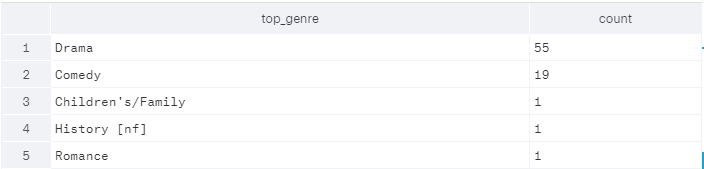 top_genre count
1 Drama 55
2 Comedy 19
3 Children's/Family 1
4 History [nf] 1
5 Romance 1